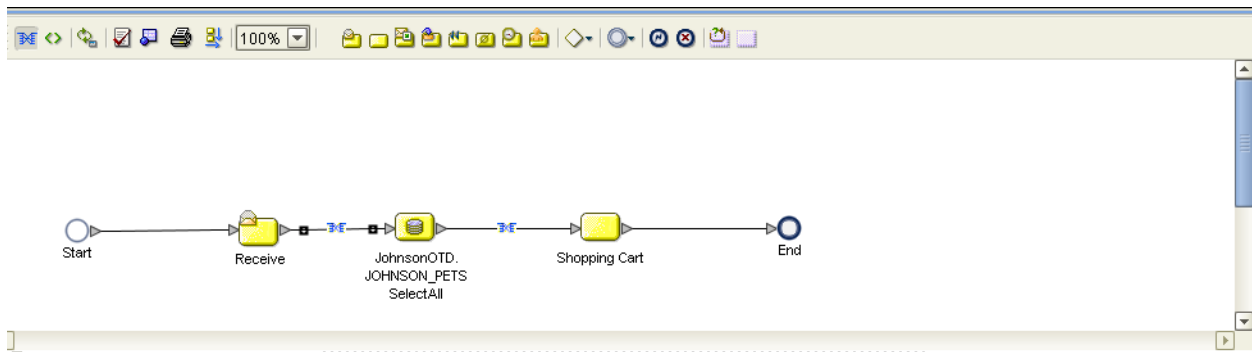 100%
Start
Receive
JohnsonOTD.
JOHNSON_PETS
SelectAll
Shopping Cart
End